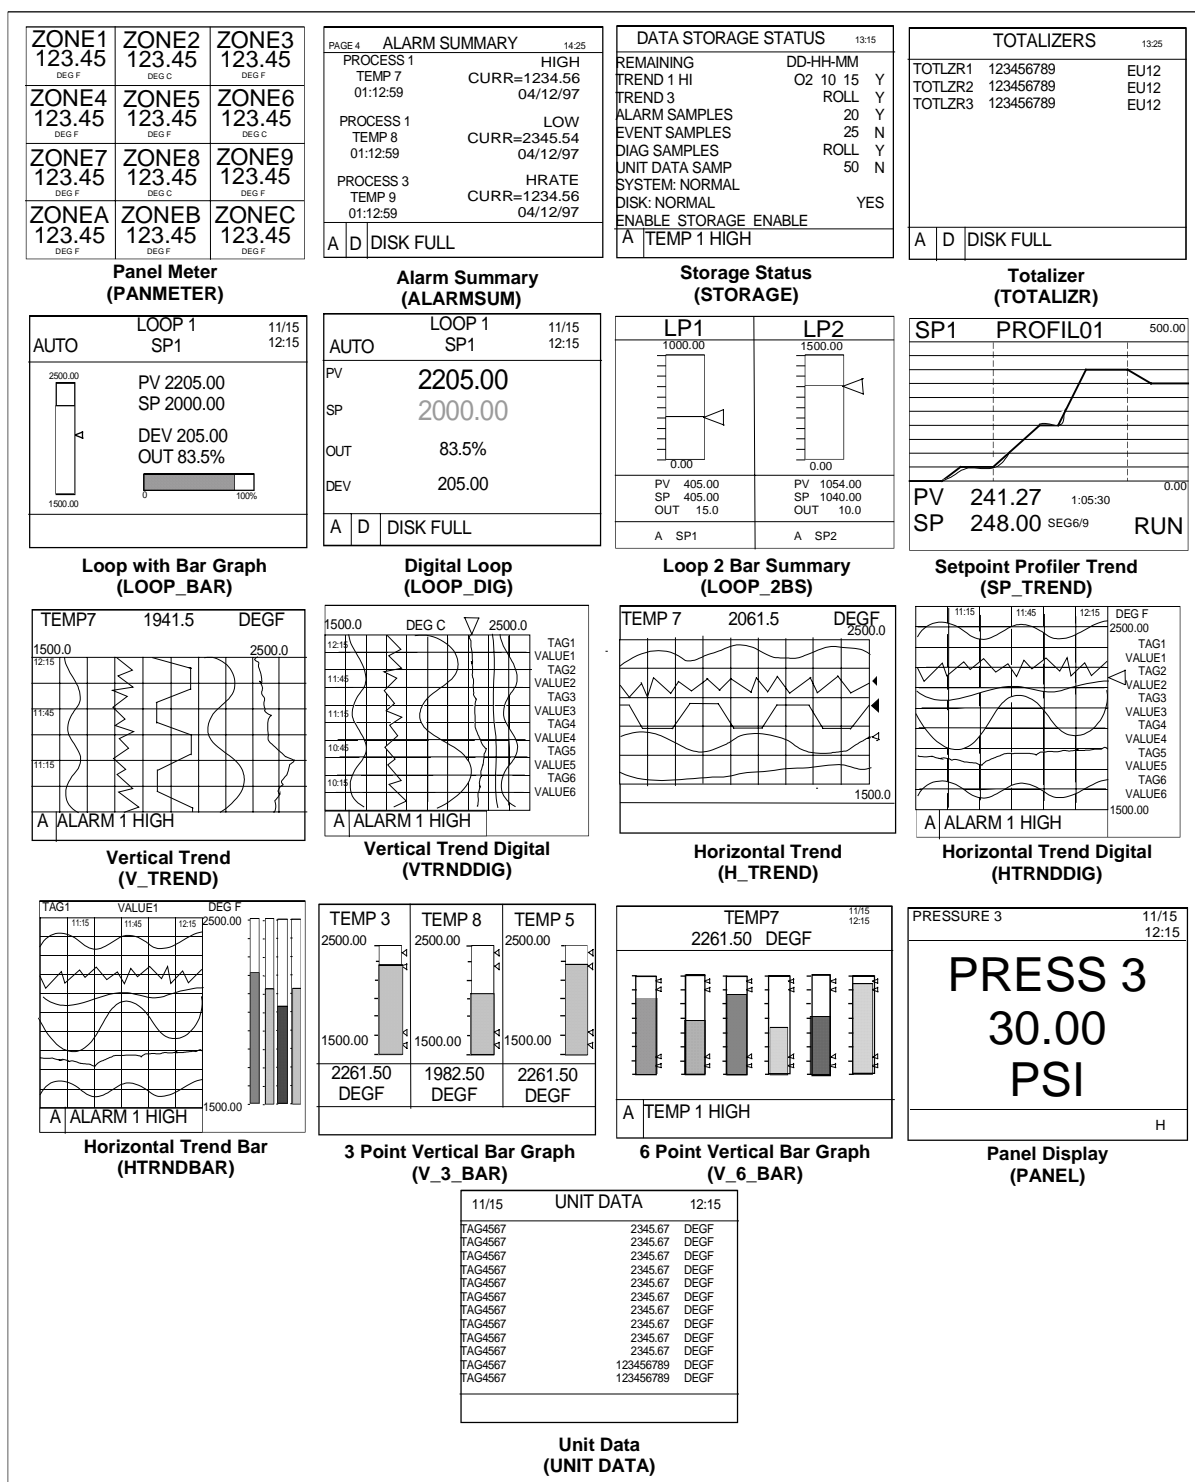 ZONE1 ZONE2 ZONE3
123.45 123.45 123.45
DEG F DEG C DEG F
ZONE4 ZONE5 ZONE6
123.45 123.45 123.45
DEG F DEG F DEG C
ZONE7 ZONE8 ZONE9
123.45 123.45 123.45
DEG F DEG C DEG F
ZONEA ZONEB ZONEC
123.45 123.45 123.45
DEG F DEG F DEG F
Panel Meter
(PANMETER)
PAGE 4 ALARM SUMMARY 14:25
PROCESS 1 HIGH
TEMP 7 CURR=1234.56
01:12:59 04/12/97
PROCESS 1 LOW
TEMP 8 CURR=2345.54
01:12:59 04/12/97
PROCESS 3 HRATE
TEMP 9 CURR=1234.56
01:12:59 04/12/97
A D DISK FULL
Alarm Summary
(ALARMSUM)
DATA STORAGE STATUS 13:15
REMAINING DD-HH-MM
TREND 1 HI O2 10 15 Y
TREND 3 ROLL Y
ALARM SAMPLES 20 Y
EVENT SAMPLES 25 N
DIAG SAMPLES ROLL Y
UNIT DATA SAMP 50 N
SYSTEM: NORMAL
DISK: NORMAL YES
ENABLE STORAGE ENABLE
A TEMP 1 HIGH
Storage Status
(STORAGE)
TOTALIZERS 13:25
TOTLZR1 123456789 EU12
TOTLZR2 123456789 EU12
TOTLZR3 123456789 EU12
A D DISK FULL
Totalizer
(TOTALIZR)
LOOP 1 11/15
AUTO SP1 12:15
2500.00
PV 2205.00
SP 2000.00
DEV 205.00
OUT 83.5%
0 100%
1500.00
Loop with Bar Graph
(LOOP_BAR)
LOOP 1 11/15
AUTO SP1 12:15
PV 2205.00
SP 2000.00
OUT 83.5%
DEV 205.00
A D DISK FULL
Digital Loop
(LOOP_DIG)
LP1 LP2
1000.00 1500.00
0.00 0.00
PV 405.00 PV 1054.00
SP 405.00 SP 1040.00
OUT 15.0 OUT 10.0
A SP1 A SP2
Loop 2 Bar Summary
(LOOP_2BS)
SP1 PROFIL01 500.00
0.00
PV 241.27 1:05:30
SP 248.00 SEG6/9 RUN
Setpoint Profiler Trend
(SP_TREND)
TEMP7 1941.5 DEGF
1500.0 2500.0
12:15
11:45
11:15
A ALARM 1 HIGH
Vertical Trend
(V_TREND)
1500.0 DEG C 2500.0
12:15
11:45
11:15
10:45
10:15
TAG1
VALUE1
TAG2
VALUE2
TAG3
VALUE3
TAG4
VALUE4
TAG5
VALUE5
TAG6
VALUE6
A ALARM 1 HIGH
Vertical Trend Digital
(VTRNDDIG)
TEMP 7 2061.5 DEGF
2500.0
1500.0
Horizontal Trend
(H_TREND)
11:15 11:45 12:15 DEG F
2500.00
TAG1
VALUE1
TAG2
VALUE2
TAG3
VALUE3
TAG4
VALUE4
TAG5
VALUE5
TAG6
VALUE6
1500.00
A ALARM 1 HIGH
Horizontal Trend Digital
(HTRNDDIG)
TAG1 VALUE1 DEG F
11:15 11:45 12:15 2500.00
1500.00
A ALARM 1 HIGH
Horizontal Trend Bar
(HTRNDBAR)
TEMP 3 TEMP 8 TEMP 5
2500.00 2500.00 2500.00
1500.00 1500.00 1500.00
2261.50 1982.50 2261.50
DEGF DEGF DEGF
3 Point Vertical Bar Graph
(V_3_BAR)
TEMP7 11/15
12:15
2261.50 DEGF
A TEMP 1 HIGH
6 Point Vertical Bar Graph
(V_6_BAR)
PRESSURE 3 11/15
12:15
PRESS 3
30.00
PSI
H
Panel Display
(PANEL)
11/15 UNIT DATA 12:15
TAG4567 2345.67 DEGF
TAG4567 2345.67 DEGF
TAG4567 2345.67 DEGF
TAG4567 2345.67 DEGF
TAG4567 2345.67 DEGF
TAG4567 2345.67 DEGF
TAG4567 2345.67 DEGF
TAG4567 2345.67 DEGF
TAG4567 2345.67 DEGF
TAG4567 2345.67 DEGF
TAG4567 123456789 DEGF
TAG4567 123456789 DEGF
Unit Data
(UNIT DATA)